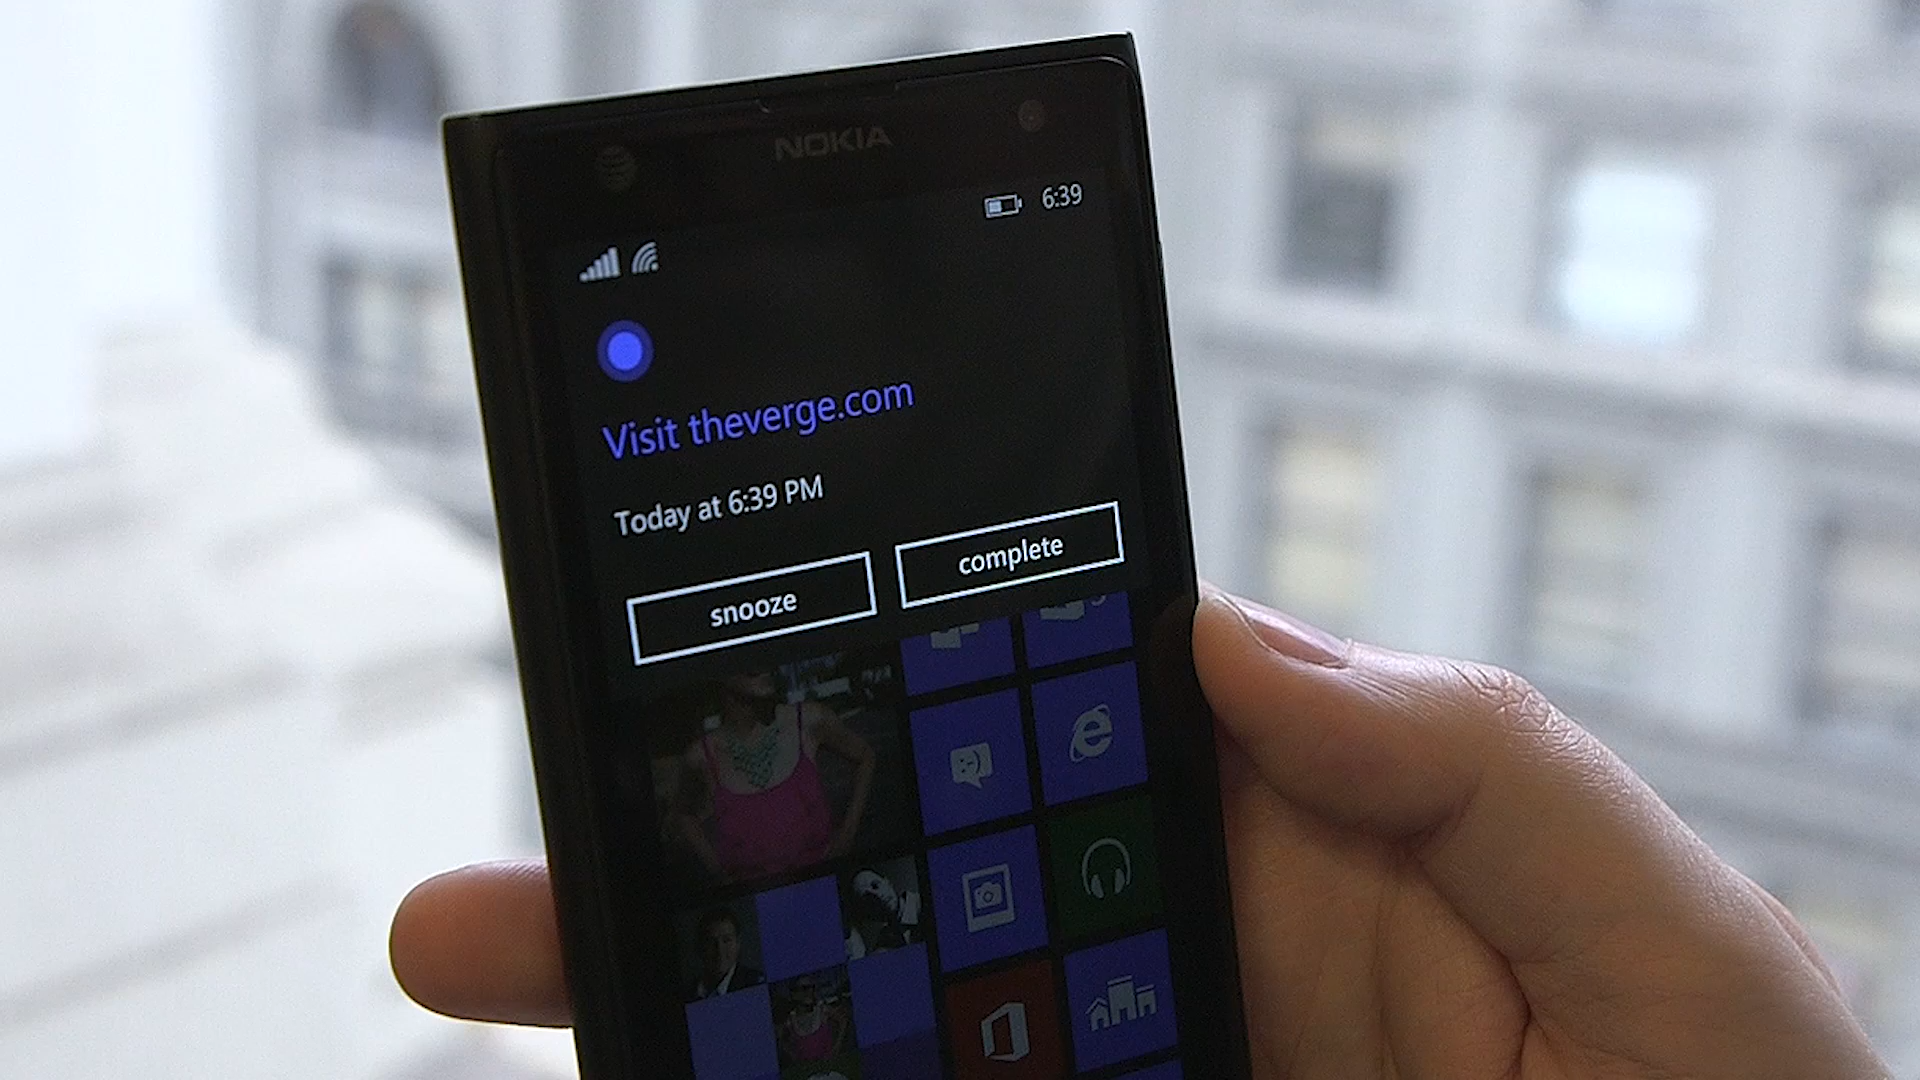 NOKIA
6:39
Visit theverge.com
Today at 6:39 PM
snooze
complete